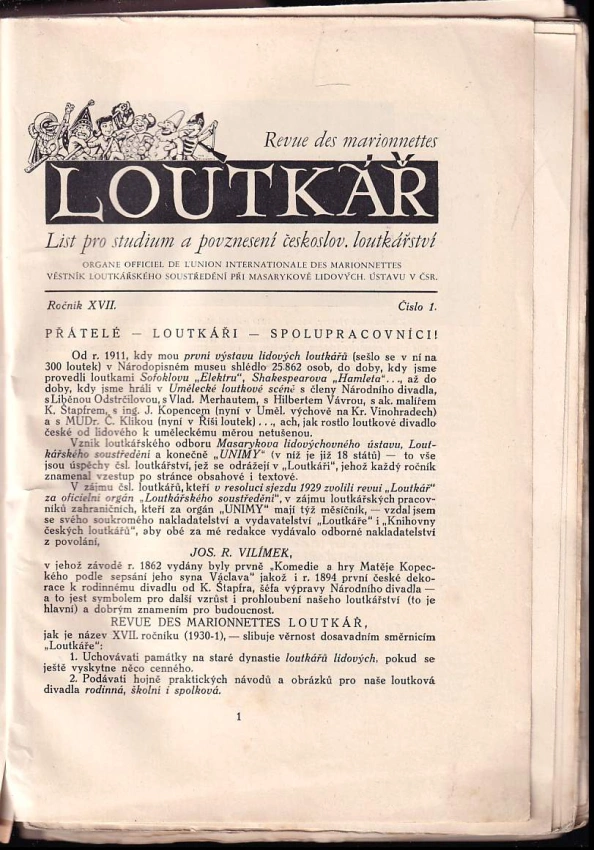 Revue des marionnettes
LOUTKÁŘ
List pro studium a povznesení českoslov. loutkářství
ORGANE OFFICIEL DE L'UNION INTERNATIONALE DES MARIONNETTES
VĚSTNÍK LOUTKÁŘSKÉHO SOUSTŘEDĚNÍ PŘI MASARYKOVĚ LIDOVÝCH. ÚSTAVU V ČSR.
Ročník XVII. Číslo 1.
PŘÁTELÉ — LOUTKÁŘI — SPOLUPRACOVNÍCI!
Od r. 1911, kdy mou první výstavu lidových loutkářů (sešlo se v ní na
300 loutek) v Národopisném museu shlédlo 25.862 osob, do doby, kdy jsme
provedli loutkami Sofoklovu „Elektru", Shakespearova „Hamleta"..., až do
doby, kdy jsme hráli v Umělecké loutkové scéně s členy Národního divadla,
s Liběnou Odstrčilovou, s Vlad. Merhautem, s Hilbertem Vávrou, s ak. malířem
K. Štapfrem, s ing. J. Kopencem (nyní v Uměl. výchově na Kr. Vinohradech)
a s MUDr. Č. Klikou (nyní v Říši loutek)..., ach, jak rostlo loutkové divadlo
české od lidového k uměleckému měrou netušenou.
Vznik loutkářského odboru Masarykova lidovýchovného ústavu, Lout-
kářského soustředění a konečně „UNIMY" (v níž je již 18 států) — to vše
jsou úspěchy čsl. loutkářství, jež se odrážejí v „Loutkáři", jehož každý ročník
znamenal vzestup po stránce obsahové i textové.
V zájmu čsl. loutkářů, kteří v resoluci sjezdu 1929 zvolili revui „Loutkář"
za oficielní orgán „Loutkářského soustředění", v zájmu loutkářských pracov-
níků zahraničních, kteří za orgán „UNIMY" mají týž měsíčník, — vzdal jsem
se svého soukromého nakladatelství a vydavatelství „Loutkáře" i „Knihovny
českých loutkářů", aby obé za mé redakce vydávalo odborné nakladatelství
z povolání,
JOS. R. VILÍMEK,
v jehož závodě r. 1862 vydány byly prvně „Komedie a hry Matěje Kopec-
kého podle sepsání jeho syna Václava" jakož i r. 1894 první české deko-
race k rodinnému divadlu od K. Štapfra, šéfa výpravy Národního divadla —
a to jest symbolem pro další vzrůst i prohloubení našeho loutkářství (to je
hlavní) a dobrým znamením pro budoucnost.
REVUE DES MARIONNETTES LOUTKÁŘ,
jak je název XVII. ročníku (1930-1), — slibuje věrnost dosavadním směrnicím
„Loutkáře":
1. Uchovávati památky na staré dynastie loutkářů lidových, pokud se
ještě vyskytne něco cenného.
2. Podávati hojně praktických návodů a obrázků pro naše loutková
divadla rodinná, školní i spolková.
1